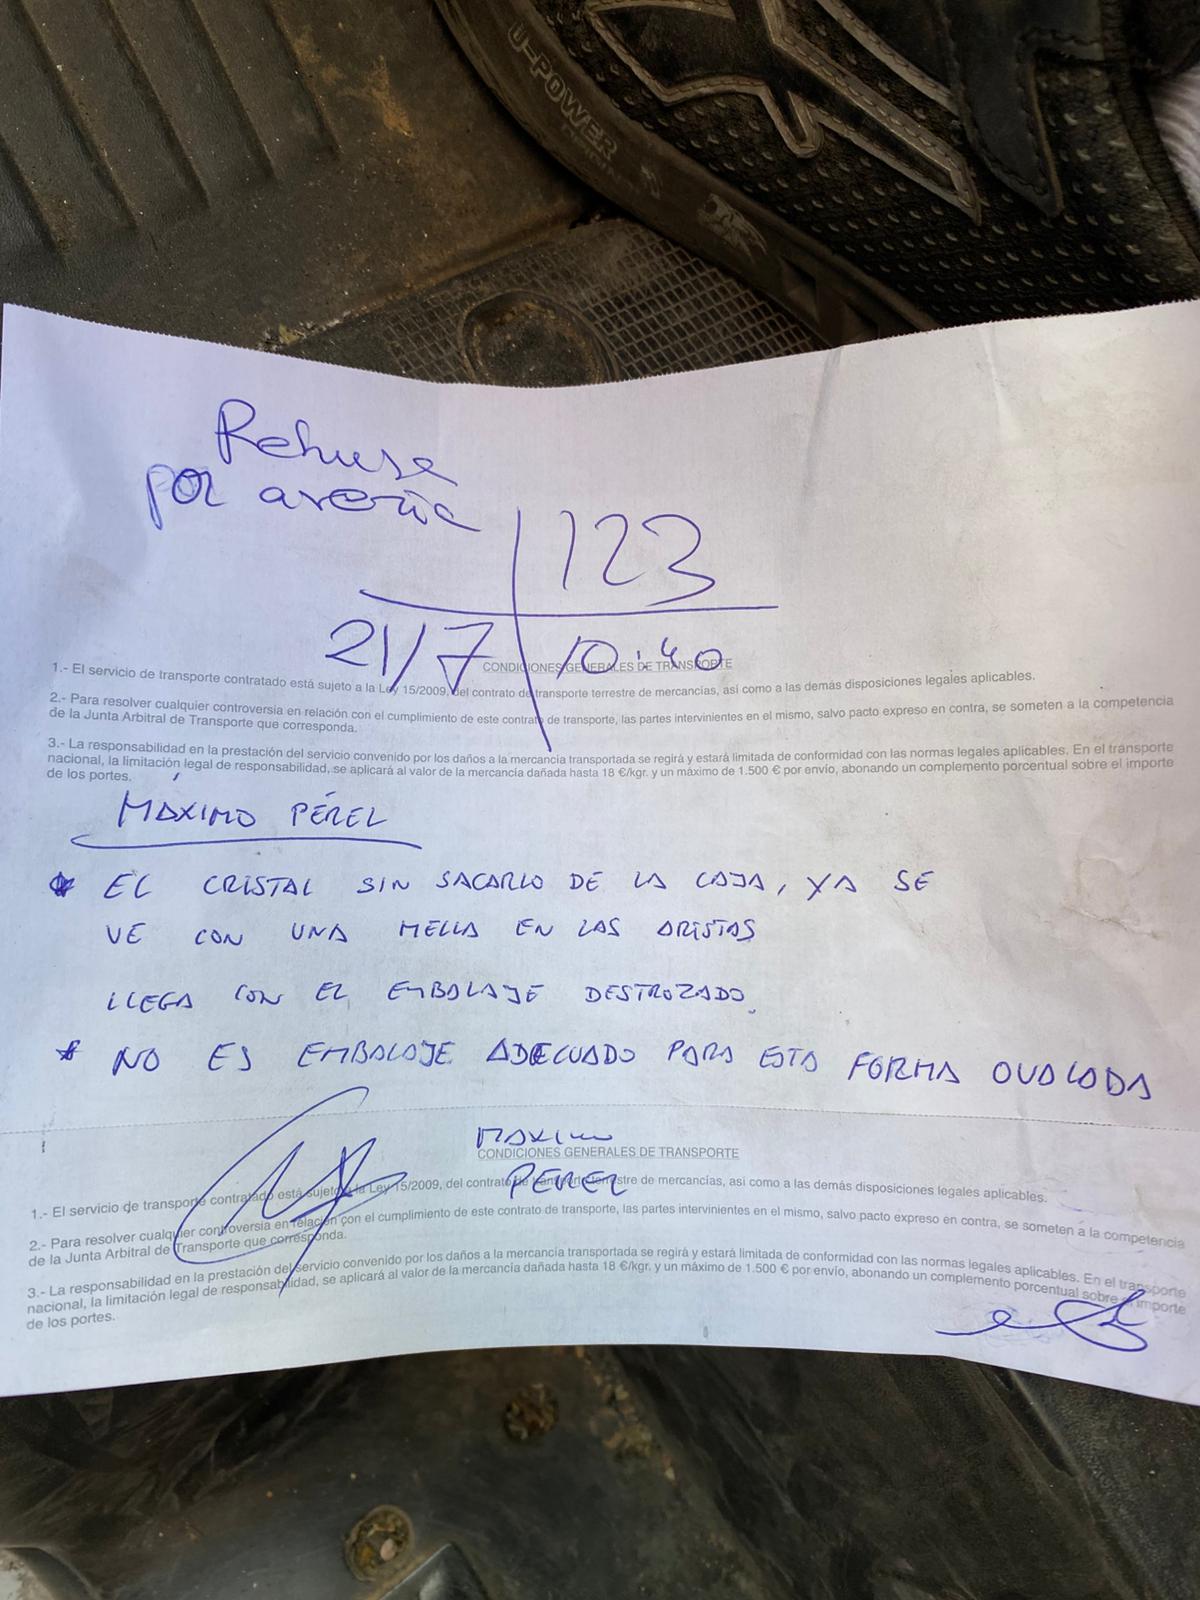 U-POWER
Rehusa
por avería
123
21/7 10:40
CONDICIONES GENERALES DE TRANSPORTE
1.- El servicio de transporte contratado está sujeto a la Ley 15/2009, del contrato de transporte terrestre de mercancías, así como a las demás disposiciones legales aplicables.
2.- Para resolver cualquier controversia en relación con el cumplimiento de este contrato de transporte, las partes intervinientes en el mismo, salvo pacto expreso en contra, se someten a la competencia
de la Junta Arbitral de Transporte que corresponda.
3.- La responsabilidad en la prestación del servicio convenido por los daños a la mercancía transportada se regirá y estará limitada de conformidad con las normas legales aplicables. En el transporte
nacional, la limitación legal de responsabilidad, se aplicará al valor de la mercancía dañada hasta 18 €/kgr. y un máximo de 1.500 € por envío, abonando un complemento porcentual sobre el importe
de los portes.
MÁXIMO PÉREZ
* EL CRISTAL SIN SACARLO DE LA CAJA, YA SE
VE CON UNA MELLA EN LAS ARISTAS
LLEGA CON EL EMBALAJE DESTROZADO.
* NO ES EMBALAJE ADECUADO PARA ESTA FORMA OVALADA
MAXIMO
CONDICIONES GENERALES DE TRANSPORTE
PEREZ
1.- El servicio de transporte contratado está sujeto a la Ley 15/2009, del contrato de transporte terrestre de mercancías, así como a las demás disposiciones legales aplicables.
2.- Para resolver cualquier controversia en relación con el cumplimiento de este contrato de transporte, las partes intervinientes en el mismo, salvo pacto expreso en contra, se someten a la competencia
de la Junta Arbitral de Transporte que corresponda.
3.- La responsabilidad en la prestación del servicio convenido por los daños a la mercancía transportada se regirá y estará limitada de conformidad con las normas legales aplicables. En el transporte
nacional, la limitación legal de responsabilidad, se aplicará al valor de la mercancía dañada hasta 18 €/kgr. y un máximo de 1.500 € por envío, abonando un complemento porcentual sobre el importe
de los portes.